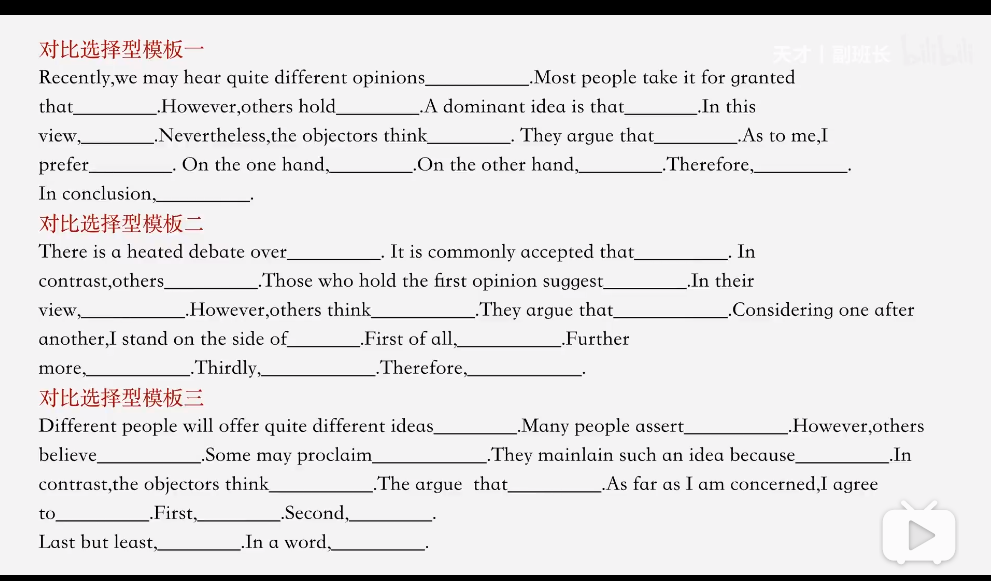 对比选择型模板一
天才丨副班长 bilibili
Recently,we may hear quite different opinions__________.Most people take it for granted
that________.However,others hold________.A dominant idea is that_______.In this
view,_______.Nevertheless,the objectors think________. They argue that________.As to me,I
prefer________. On the one hand,________.On the other hand,________.Therefore,_________.
In conclusion,_________.
对比选择型模板二
There is a heated debate over_________. It is commonly accepted that_________. In
contrast,others_________.Those who hold the first opinion suggest________.In their
view,__________.However,others think__________.They argue that___________.Considering one after
another,I stand on the side of_______.First of all,__________.Further
more,__________.Thirdly,___________.Therefore,___________.
对比选择型模板三
Different people will offer quite different ideas________.Many people assert__________.However,others
believe__________.Some may proclaim___________.They mainlain such an idea because_________.In
contrast,the objectors think__________.The argue  that_________.As far as I am concerned,I agree
to_________.First,________.Second,________.
Last but least,________.In a word,_________.